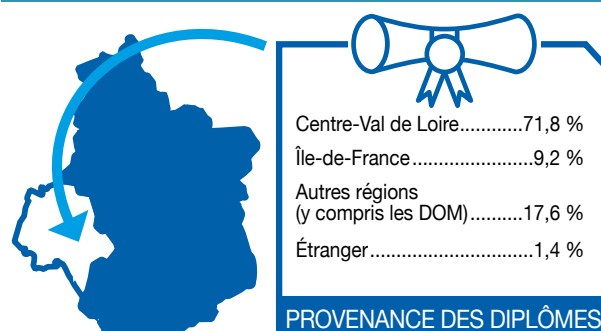 Centre-Val de Loire............71,8 %
Île-de-France.......................9,2 %
Autres régions
(y compris les DOM)..........17,6 %
Étranger...............................1,4 %
PROVENANCE DES DIPLÔMES